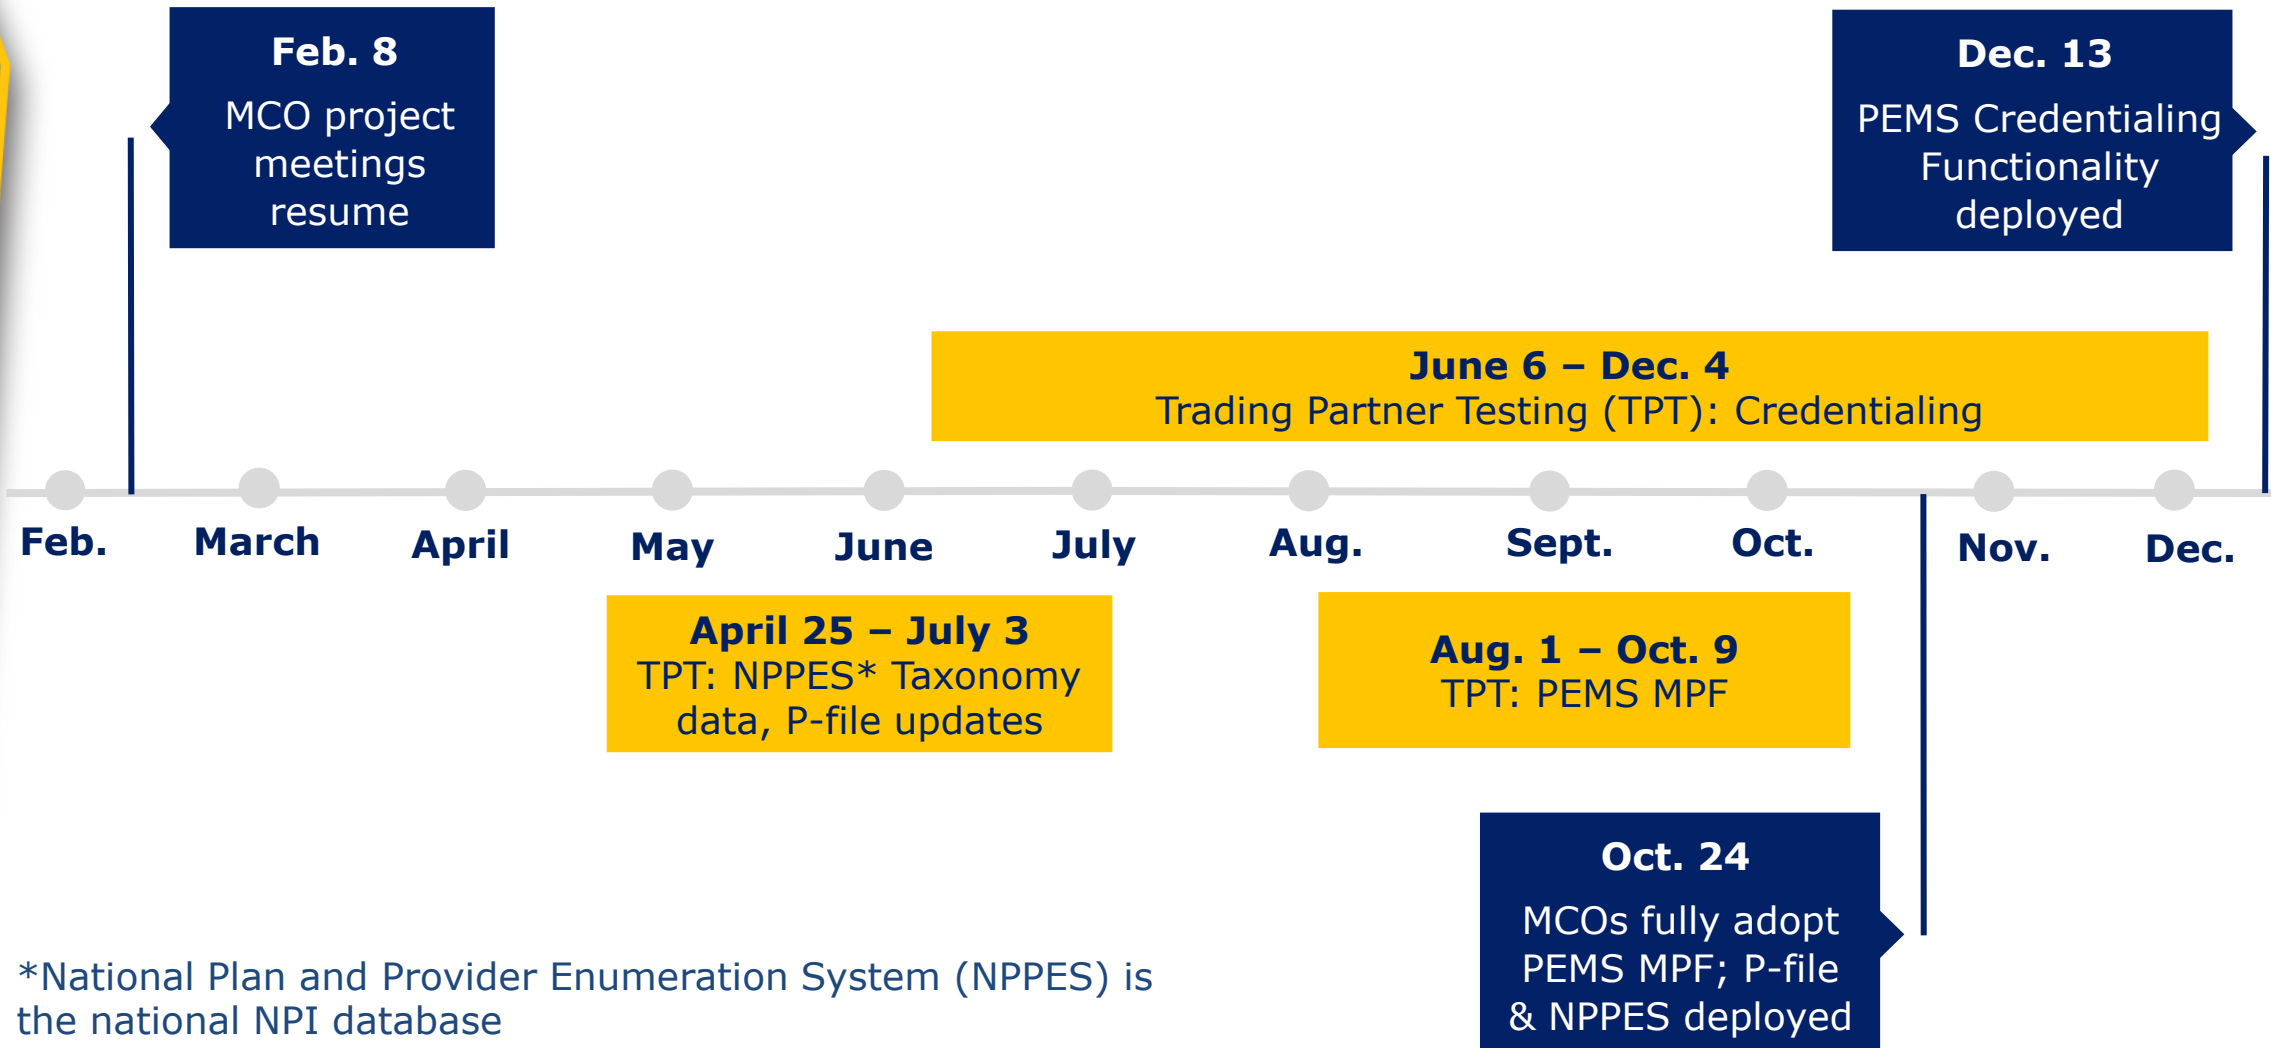 Feb. 8
MCO project
meetings
resume
Dec. 13
PEMS Credentialing
Functionality
deployed
June 6 – Dec. 4
Trading Partner Testing (TPT): Credentialing
Feb.
March
April
May
June
July
Aug.
Sept.
Oct.
Nov.
Dec.
April 25 – July 3
TPT: NPPES* Taxonomy
data, P-file updates
Aug. 1 – Oct. 9
TPT: PEMS MPF
Oct. 24
MCOs fully adopt
PEMS MPF; P-file
& NPPES deployed
*National Plan and Provider Enumeration System (NPPES) is
the national NPI database